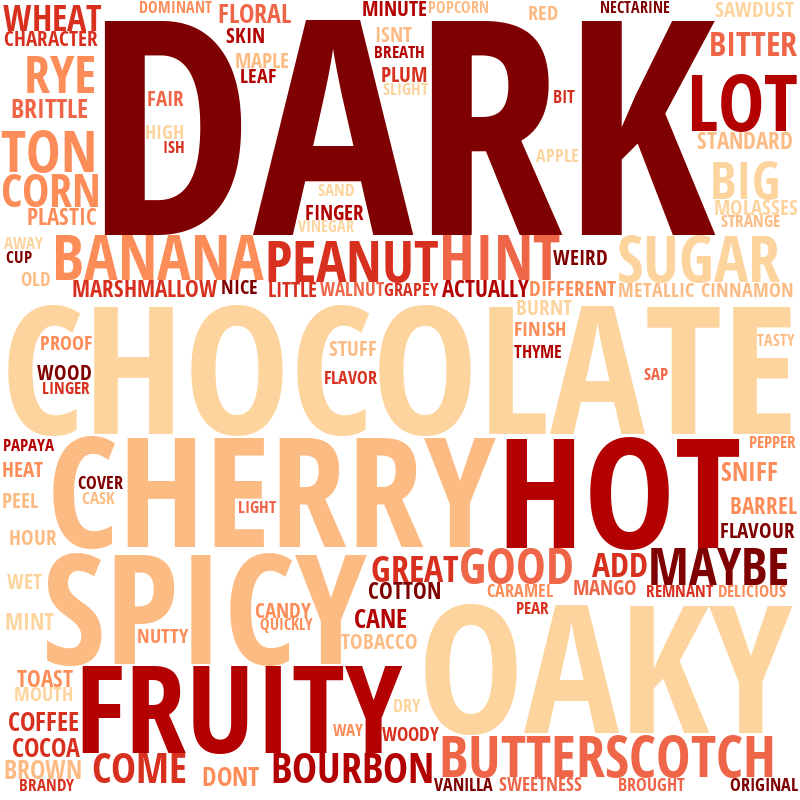 DOMINANT
WHEAT
FLORAL
MINUTE
POPCORN
RED
NECTARINE
SAWDUST
CHARACTER
SKIN
ISNT
BREATH
BITTER
DARK
RYE
MAPLE
LEAF
PLUM
SLIGHT
LOT
BRITTLE
FAIR
BIT
HIGH
ISH
TON
STANDARD
APPLE
CORN
SAND
BIG
PLASTIC
FINGER
VINEGAR
MOLASSES
STRANGE
AWAY
CUP
OLD
BANANA
PEANUT
HINT
WEIRD
SUGAR
MARSHMALLOW
NICE
LITTLE
WALNUT
GRAPEY
ACTUALLY
DIFFERENT
METALLIC
CINNAMON
BURNT
CHOCOLATE
PROOF
STUFF
FINISH
THYME
TASTY
WOOD
LINGER
FLAVOR
SAP
PAPAYA
CHERRY
HOT
PEPPER
HEAT
COVER
SNIFF
PEEL
CASK
LIGHT
BARREL
HOUR
FLAVOUR
SPICY
GREAT
GOOD
ADD
MAYBE
WET
COTTON
CARAMEL
MANGO
REMNANT
DELICIOUS
MINT
CANDY
QUICKLY
CANE
PEAR
NUTTY
TOBACCO
OAKY
TOAST
MOUTH
FRUITY
DRY
COFFEE
WAY
WOODY
COCOA
BROWN
COME
DONT
BOURBON
BUTTERSCOTCH
BRANDY
VANILLA
SWEETNESS
BROUGHT
ORIGINAL